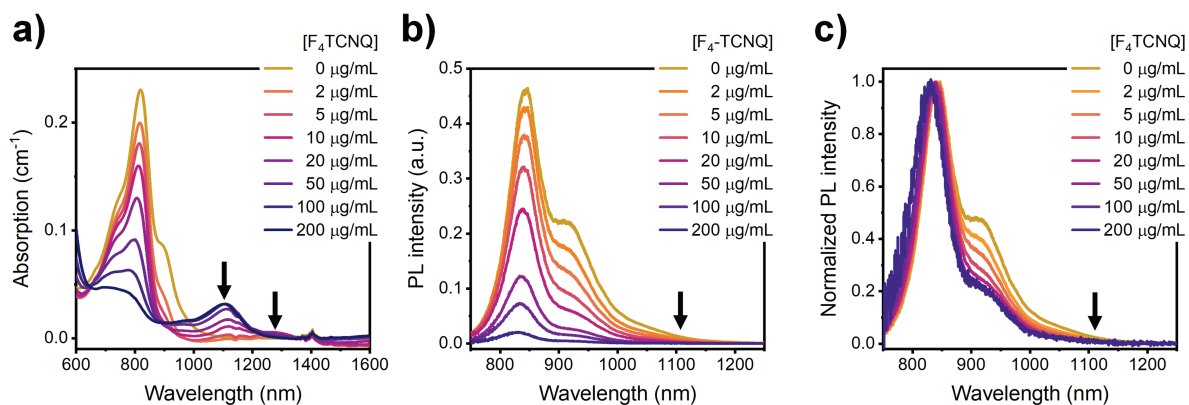 a)
[F₄TCNQ]
0 μg/mL
2 μg/mL
5 μg/mL
10 μg/mL
20 μg/mL
50 μg/mL
100 μg/mL
200 μg/mL
0.2
0.1
0.0
Absorption (cm⁻¹)
600 800 1000 1200 1400 1600
Wavelength (nm)
b)
[F₄-TCNQ]
0 μg/mL
2 μg/mL
5 μg/mL
10 μg/mL
20 μg/mL
50 μg/mL
100 μg/mL
200 μg/mL
0.5
0.4
0.3
0.2
0.1
0.0
PL intensity (a.u.)
800 900 1000 1100 1200
Wavelength (nm)
c)
[F₄TCNQ]
0 μg/mL
2 μg/mL
5 μg/mL
10 μg/mL
20 μg/mL
50 μg/mL
100 μg/mL
200 μg/mL
1.0
0.8
0.6
0.4
0.2
0.0
Normalized PL intensity
800 900 1000 1100 1200
Wavelength (nm)